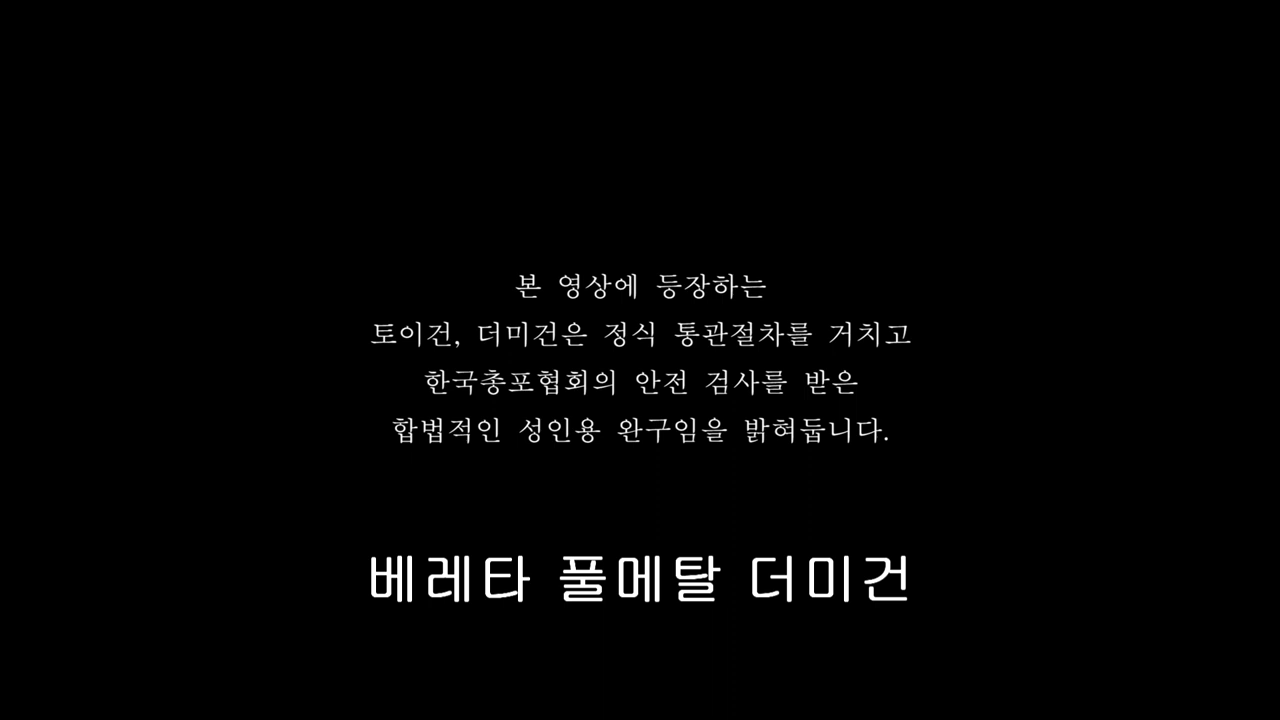 본 영상에 등장하는
토이건, 더미건은 정식 통관절차를 거치고
한국총포협회의 안전 검사를 받은
합법적인 성인용 완구임을 밝혀둡니다.
베레타 풀메탈 더미건